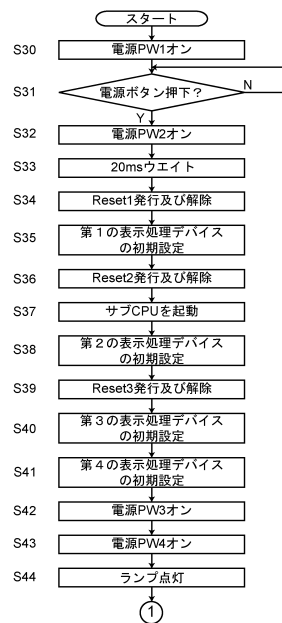 スタート
S30 電源PW1オン
S31 電源ボタン押下？ N
Y
S32 電源PW2オン
S33 20msウエイト
S34 Reset1発行及び解除
S35 第１の表示処理デバイス
の初期設定
S36 Reset2発行及び解除
S37 サブCPUを起動
S38 第２の表示処理デバイス
の初期設定
S39 Reset3発行及び解除
S40 第３の表示処理デバイス
の初期設定
S41 第４の表示処理デバイス
の初期設定
S42 電源PW3オン
S43 電源PW4オン
S44 ランプ点灯
1